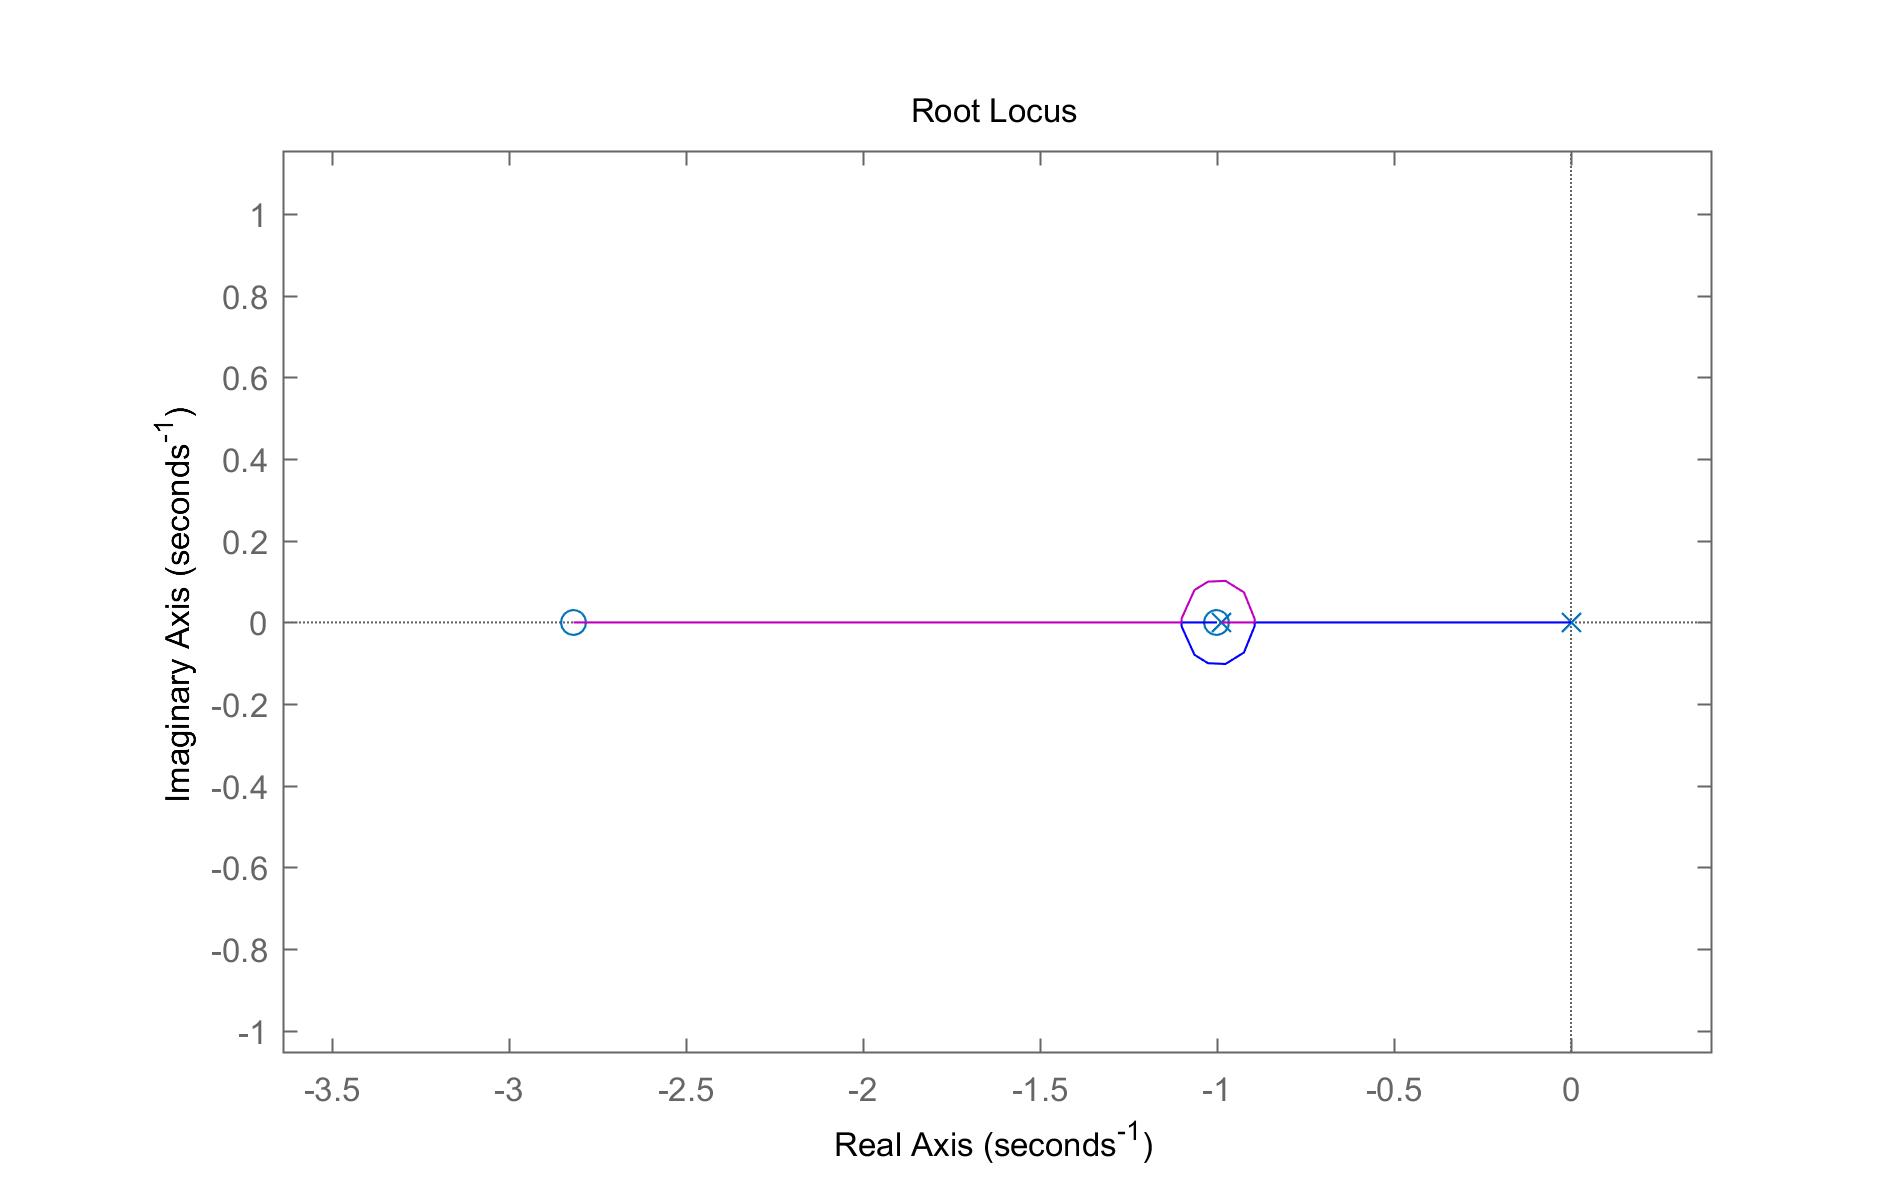 Root Locus
1
0.8
0.6
0.4
0.2
0
-0.2
-0.4
-0.6
-0.8
-1
Imaginary Axis (seconds⁻¹)
-3.5 -3 -2.5 -2 -1.5 -1 -0.5 0
Real Axis (seconds⁻¹)